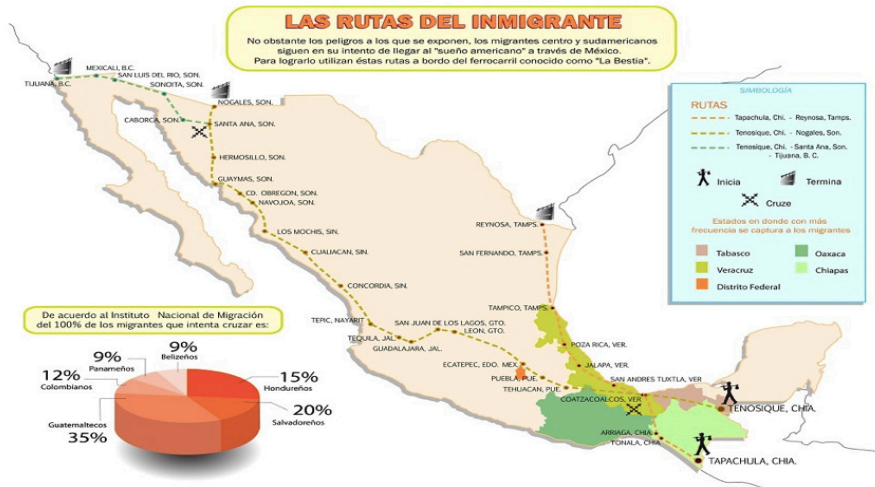 LAS RUTAS DEL INMIGRANTE
No obstante los peligros a los que se exponen, los migrantes centro y sudamericanos
siguen en su intento de llegar al "sueño americano" a través de México.
Para lograrlo utilizan éstas rutas a bordo del ferrocarril conocido como "La Bestia".
SIMBOLOGÍA
RUTAS
Tapachula, Chi. - Reynosa, Tamps.
Tenosique, Chi. - Nogales, Son.
Tenosique, Chi. - Santa Ana, Son.
- Tijuana, B. C.
Inicia
Termina
Cruze
Estados en donde con más
frecuencia se captura a los migrantes
Tabasco
Oaxaca
Veracruz
Chiapas
Distrito Federal
MEXICALI, B.C.
TIJUANA, B.C.
SAN LUIS DEL RIO, SON.
SONOITA, SON.
NOGALES, SON.
CABORCA, SON.
SANTA ANA, SON.
HERMOSILLO, SON.
GUAYMAS, SON.
CD. OBREGON, SON.
NAVOJOA, SON.
LOS MOCHIS, SIN.
CUALIACAN, SIN.
CONCORDIA, SIN.
TEPIC, NAYARIT
TEQUILA, JAL.
GUADALAJARA, JAL.
SAN JUAN DE LOS LAGOS, GTO.
LEON, GTO.
REYNOSA, TAMPS.
SAN FERNANDO, TAMPS.
TAMPICO, TAMPS.
POZA RICA, VER.
JALAPA, VER.
ECATEPEC, EDO. MEX.
PUEBLA, PUE.
TEHUACAN, PUE.
SAN ANDRES TUXTLA, VER
COATZACOALCOS, VER
TENOSIQUE, CHIA.
ARRIAGA, CHIA.
TONALA, CHIA
TAPACHULA, CHIA.
De acuerdo al Instituto Nacional de Migración
del 100% de los migrantes que intenta cruzar es:
9%
Belizeños
9%
Panameños
12%
Colombianos
15%
Hondureños
20%
Salvadoreños
Guatemaltecos
35%